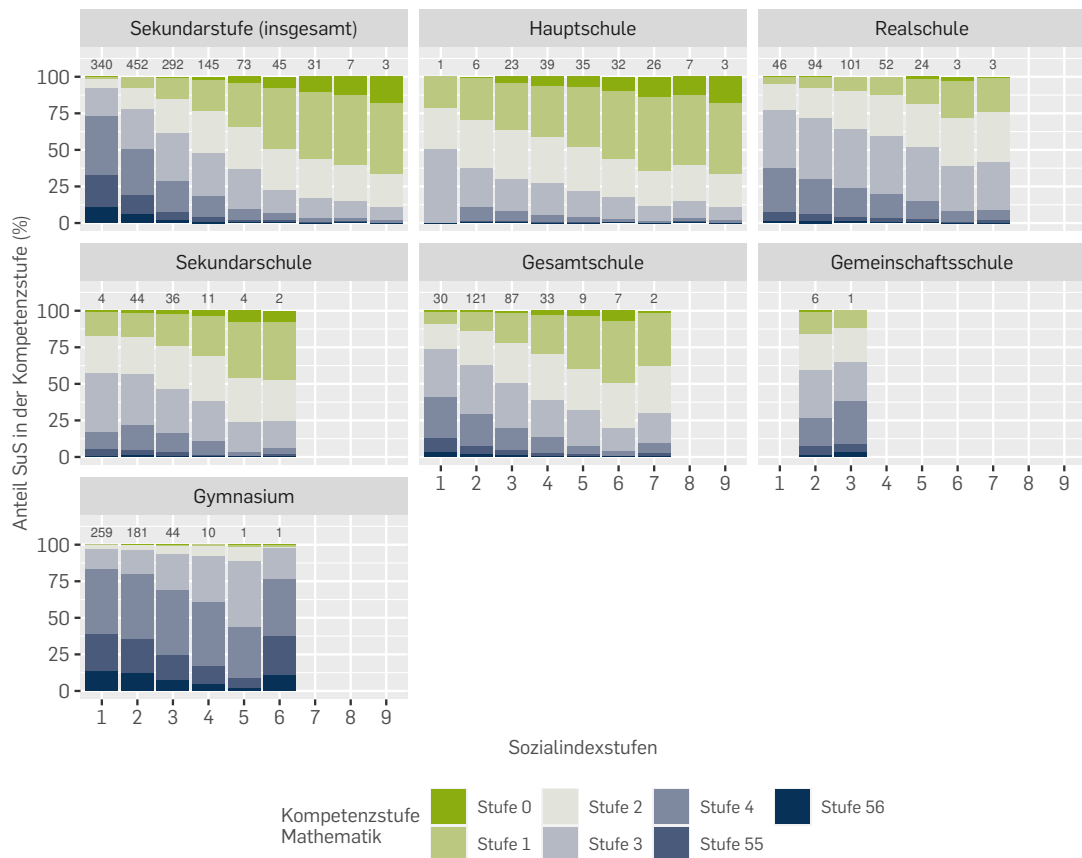 Sekundarstufe (insgesamt)
Hauptschule
Realschule
340 452 292 145 73 45 31 7 3
1 6 23 39 35 32 26 7 3
46 94 101 52 24 3 3
100
75
50
25
0
Sekundarschule
Gesamtschule
Gemeinschaftsschule
4 44 36 11 4 2
30 121 87 33 9 7 2
6 1
100
75
50
25
0
1 2 3 4 5 6 7 8 9
1 2 3 4 5 6 7 8 9
Gymnasium
259 181 44 10 1 1
100
75
50
25
0
1 2 3 4 5 6 7 8 9
Anteil SuS in der Kompetenzstufe (%)
Sozialindexstufen
Kompetenzstufe
Mathematik
Stufe 0
Stufe 1
Stufe 2
Stufe 3
Stufe 4
Stufe 55
Stufe 56